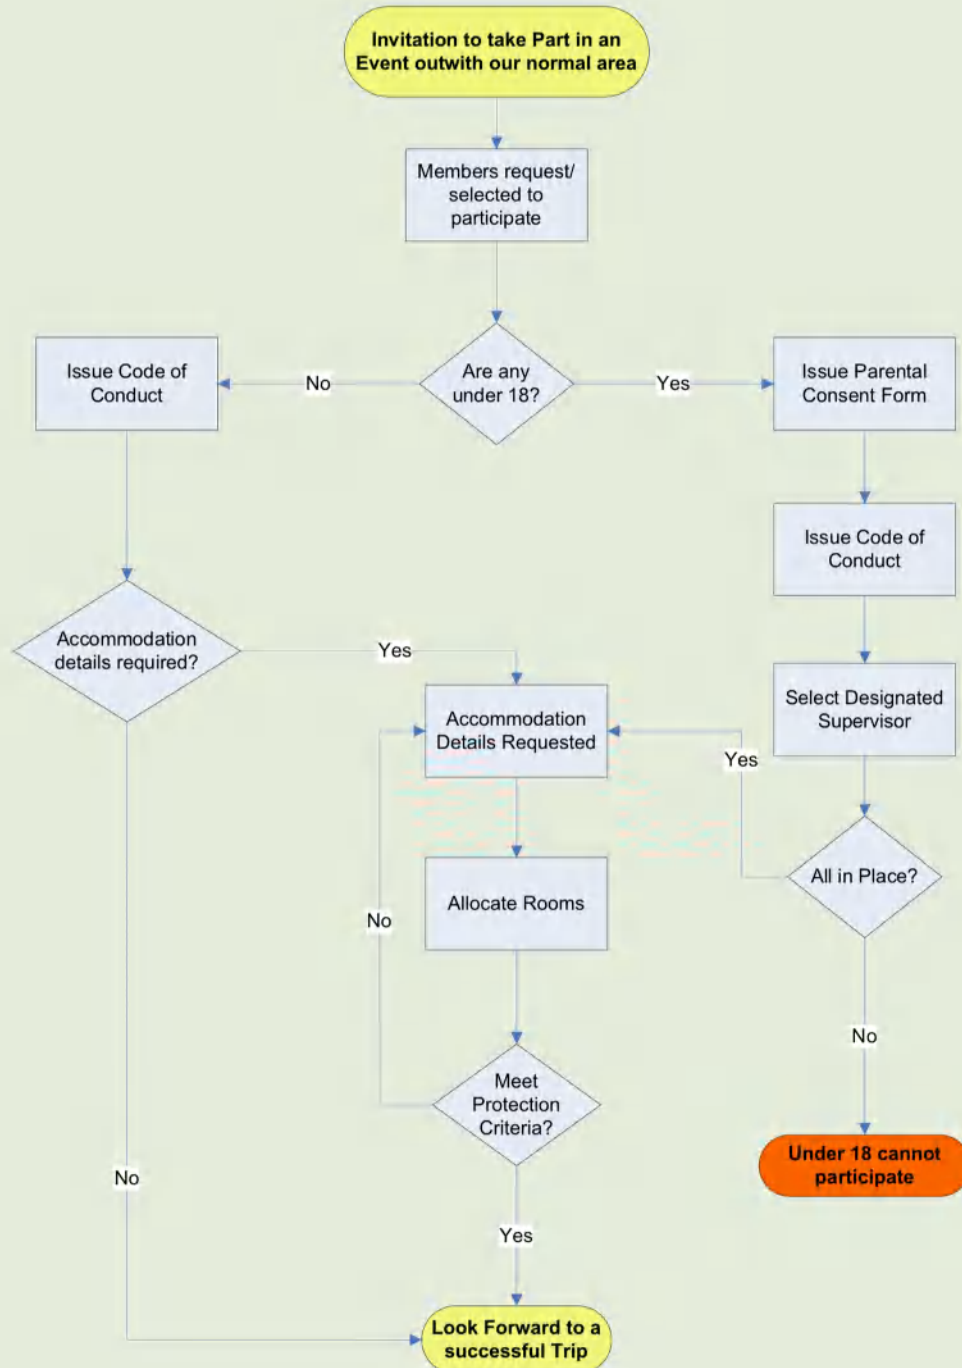 Invitation to take Part in an
Event outwith our normal area
Members request/
selected to
participate
Are any
under 18?
No
Yes
Issue Code of
Conduct
Issue Parental
Consent Form
Issue Code of
Conduct
Accommodation
details required?
Yes
Accommodation
Details Requested
Select Designated
Supervisor
Yes
All in Place?
Allocate Rooms
No
No
Meet
Protection
Criteria?
Under 18 cannot
participate
No
Yes
Look Forward to a
successful Trip